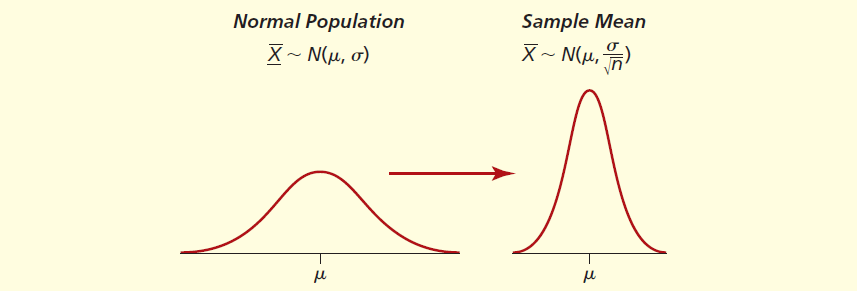 Normal Population
X̲̅ ~ N(μ, σ)
Sample Mean
X̅ ~ N(μ, σ/√n)
μ
μ